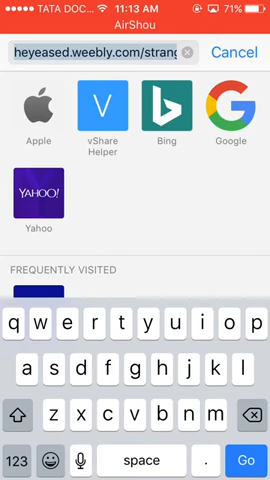 TATA DOC... 11:13 AM 71%
AirShou
heyeased.weebly.com/strang Cancel
Apple vShare Helper Bing Google
YAHOO!
Yahoo
FREQUENTLY VISITED
q w e r t y u i o p
a s d f g h j k l
z x c v b n m
123 space . Go